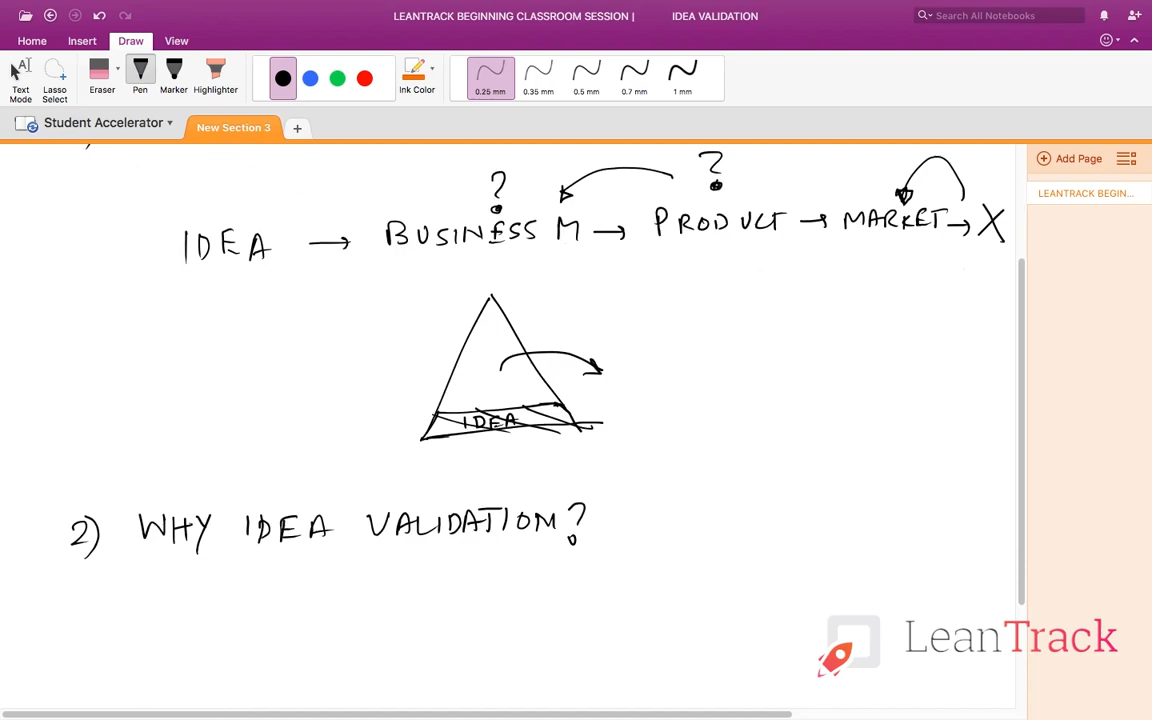 LEANTRACK BEGINNING CLASSROOM SESSION | IDEA VALIDATION
Search All Notebooks
Home Insert Draw View
Text Mode
Lasso Select
Eraser
Pen
Marker
Highlighter
Ink Color
0.25 mm
0.35 mm
0.5 mm
0.7 mm
1 mm
Student Accelerator
New Section 3
+
Add Page
LEANTRACK BEGIN...
? ?
IDEA → BUSINESS M → PRODUCT → MARKET → X
IDEA
2) WHY IDEA VALIDATION?
LeanTrack